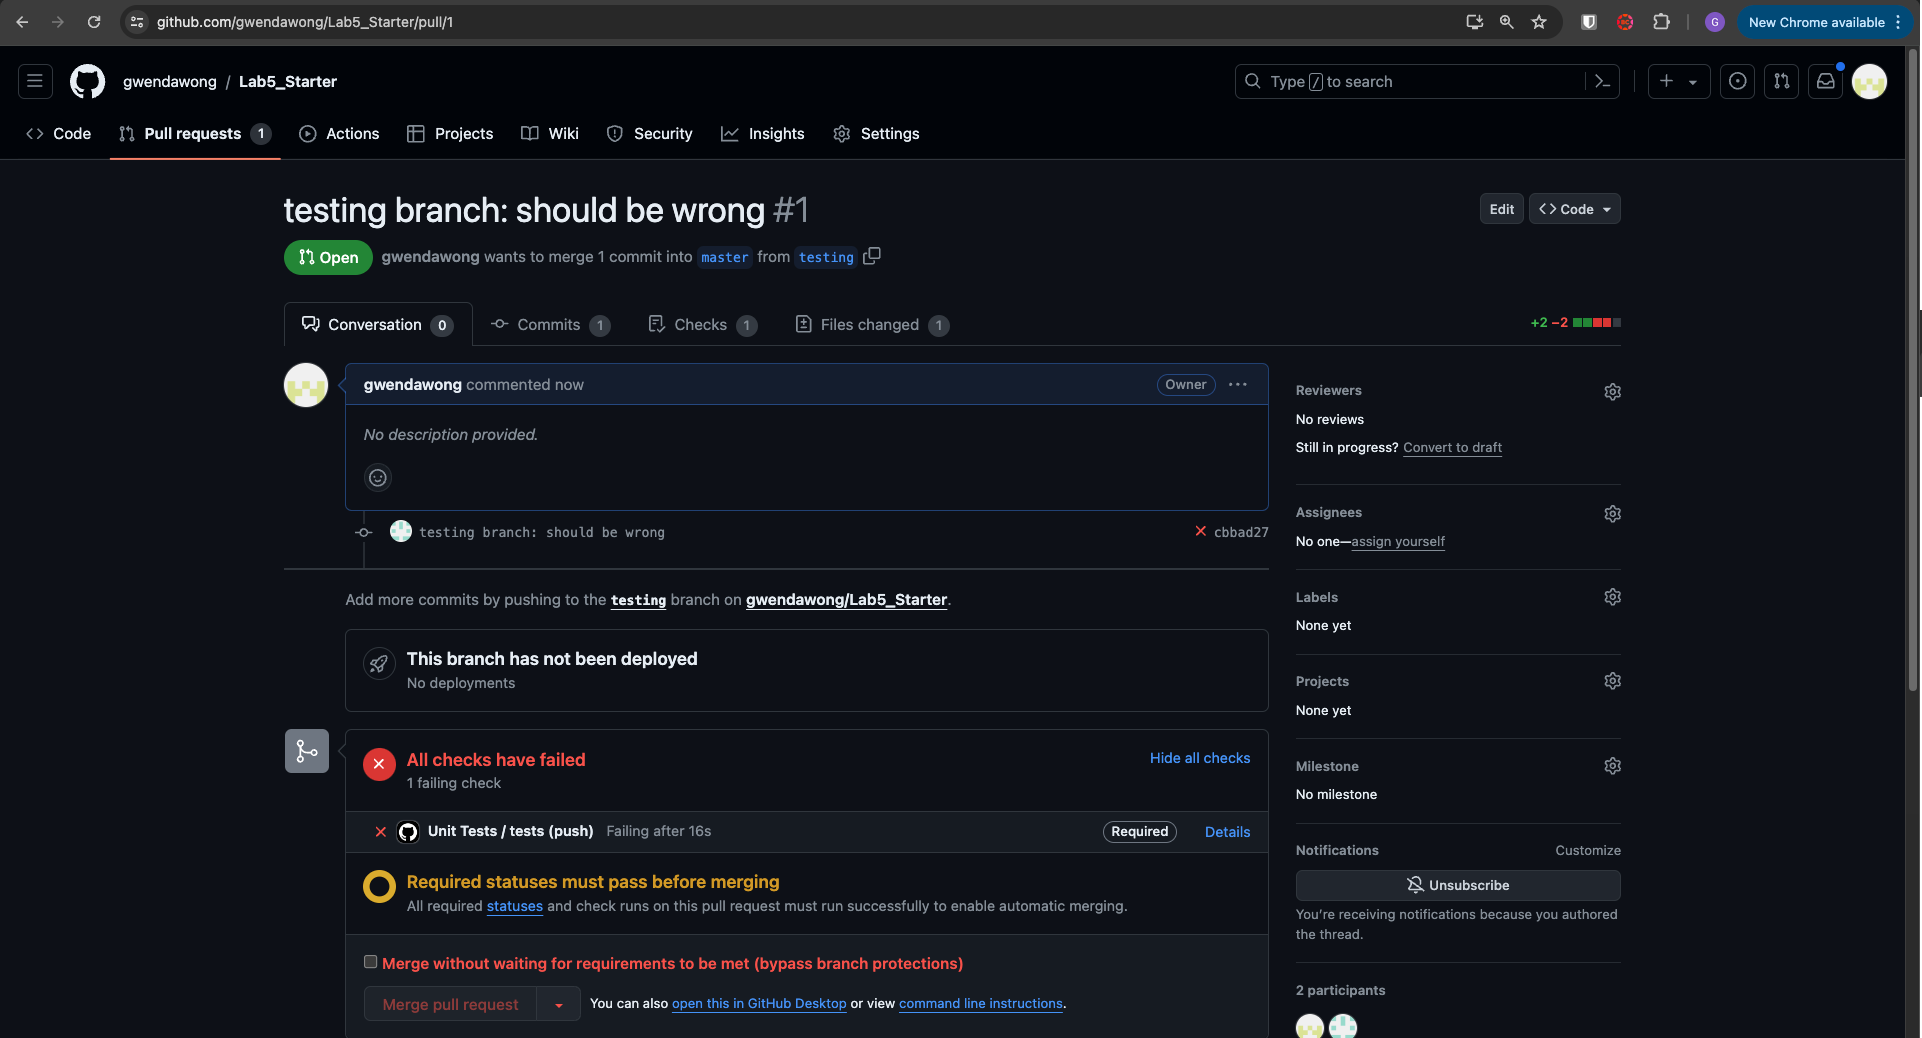 github.com/gwendawong/Lab5_Starter/pull/1
G
New Chrome available
gwendawong / Lab5_Starter
Type / to search
Code
Pull requests 1
Actions
Projects
Wiki
Security
Insights
Settings
testing branch: should be wrong #1
Edit
Code
Open
gwendawong wants to merge 1 commit into master from testing
Conversation 0
Commits 1
Checks 1
Files changed 1
+2 −2
gwendawong commented now
Owner
No description provided.
testing branch: should be wrong
cbbad27
Add more commits by pushing to the testing branch on gwendawong/Lab5_Starter.
This branch has not been deployed
No deployments
All checks have failed
1 failing check
Hide all checks
Unit Tests / tests (push) Failing after 16s
Required
Details
Required statuses must pass before merging
All required statuses and check runs on this pull request must run successfully to enable automatic merging.
Merge without waiting for requirements to be met (bypass branch protections)
Merge pull request
You can also open this in GitHub Desktop or view command line instructions.
Reviewers
No reviews
Still in progress? Convert to draft
Assignees
No one—assign yourself
Labels
None yet
Projects
None yet
Milestone
No milestone
Notifications
Customize
Unsubscribe
You're receiving notifications because you authored
the thread.
2 participants